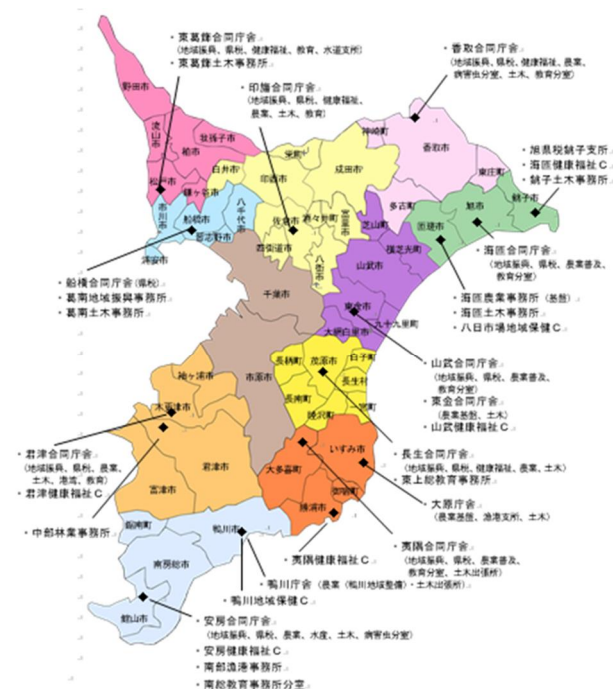 ・東葛飾合同庁舎
(地域振興、県税、健康福祉、教育、水道支所)
・東葛飾土木事務所
・香取合同庁舎
(地域振興、県税、健康福祉、農業、
病害虫分室、土木、教育分室)
・印旛合同庁舎
(地域振興、県税、健康福祉、
農業、土木、教育)
・旭県税銚子支所
・海匝健康福祉C
・銚子土木事務所
野田市
流山市
柏市
我孫子市
松戸市
鎌ヶ谷市
白井市
印西市
栄町
成田市
神崎町
香取市
東庄町
市川市
船橋市
八千代市
習志野市
浦安市
佐倉市
酒々井町
富里市
四街道市
八街市
多古町
芝山町
横芝光町
匝瑳市
旭市
銚子市
・海匝合同庁舎
(地域振興、県税、農業普及、
教育分室)
・海匝農業事務所(基盤)
・海匝土木事務所
・八日市場地域保健C
・船橋合同庁舎(県税)
・葛南地域振興事務所
・葛南土木事務所
千葉市
山武市
東金市
九十九里町
大網白里市
・山武合同庁舎
(地域振興、県税、農業普及、
教育分室)
・東金合同庁舎
(農業基盤、土木)
・山武健康福祉C
市原市
長柄町
茂原市
白子町
長生村
長南町
睦沢町
一宮町
袖ヶ浦市
木更津市
君津市
富津市
・君津合同庁舎
(地域振興、県税、農業、
土木、港湾、教育)
・君津健康福祉C
・中部林業事務所
・長生合同庁舎
(地域振興、県税、健康福祉、農業、土木)
・東上総教育事務所
・大原庁舎
(農業基盤、漁港支所、土木)
いすみ市
大多喜町
御宿町
勝浦市
・夷隅合同庁舎
(地域振興、県税、農業普及、
教育分室、土木出張所)
・夷隅健康福祉C
・鴨川庁舎(農業(鴨川地域整備)・土木出張所)
・鴨川地域保健C
鋸南町
鴨川市
南房総市
館山市
・安房合同庁舎
(地域振興、県税、農業、水産、土木、病害虫分室)
・安房健康福祉C
・南部漁港事務所
・南総教育事務所分室